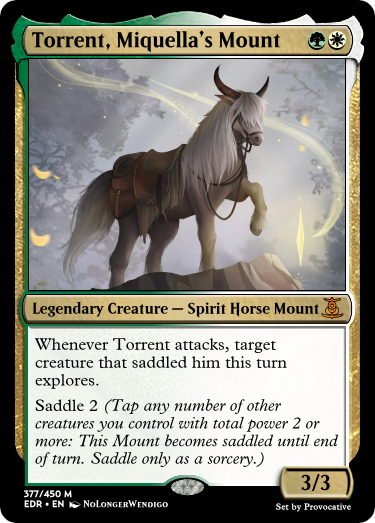 Torrent, Miquella's Mount
Legendary Creature — Spirit Horse Mount
Whenever Torrent attacks, target
creature that saddled him this turn
explores.
Saddle 2 (Tap any number of other
creatures you control with total power 2 or
more: This Mount becomes saddled until end
of turn. Saddle only as a sorcery.)
3/3
377/450 M
EDR • EN NoLongerWendigo
Set by Provocative